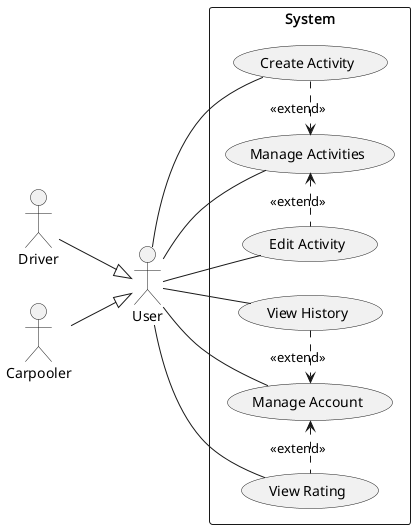 System
Create Activity
«extend»
Manage Activities
«extend»
Edit Activity
Driver
User
Carpooler
View History
«extend»
Manage Account
«extend»
View Rating